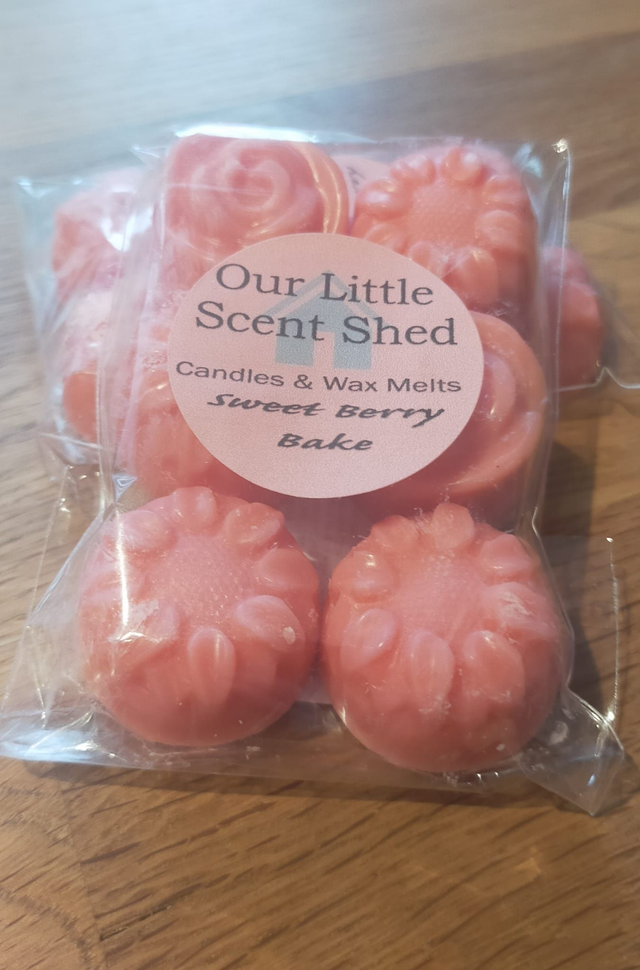 Our Little
Scent Shed
Candles & Wax Melts
Sweet Berry
Bake